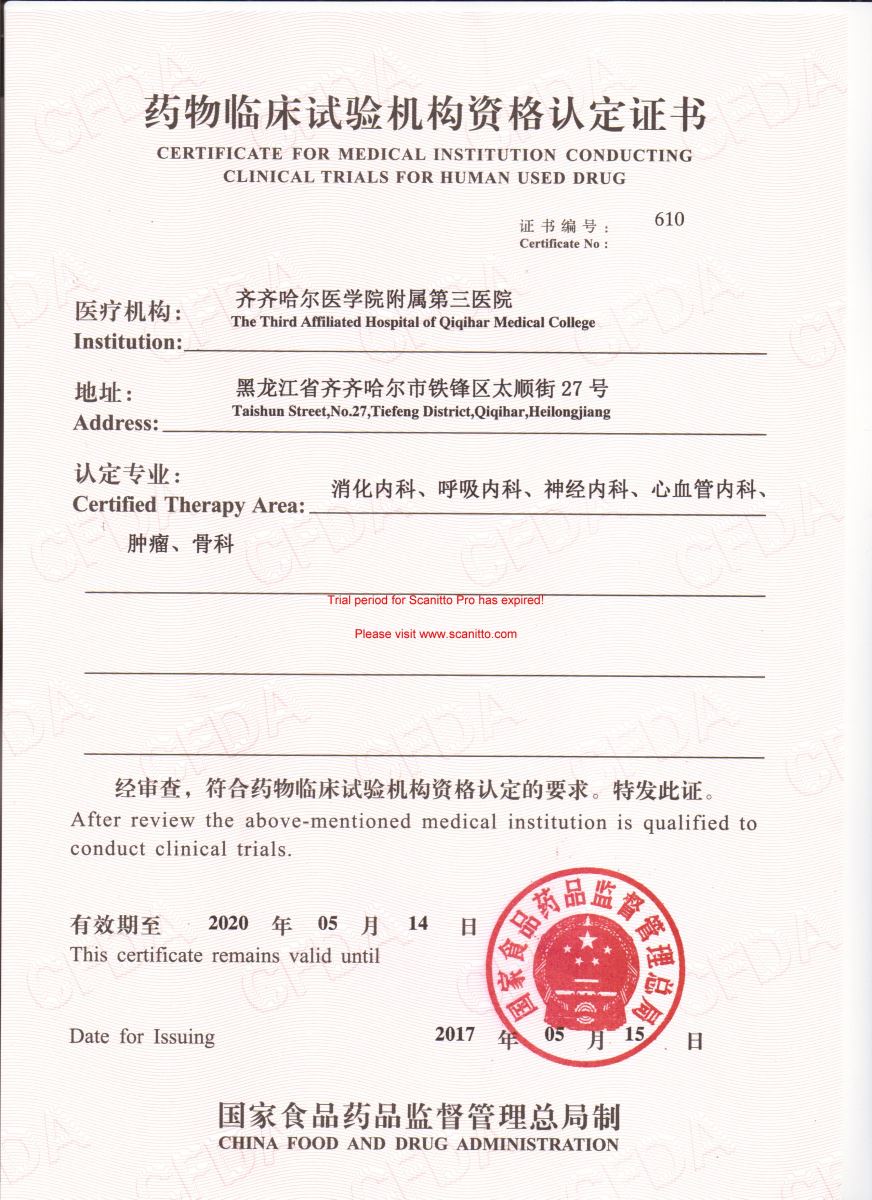 药物临床试验机构资格认定证书
CERTIFICATE FOR MEDICAL INSTITUTION CONDUCTING
CLINICAL TRIALS FOR HUMAN USED DRUG
证书编号： 610
Certificate No :
齐齐哈尔医学院附属第三医院
医疗机构：
The Third Affiliated Hospital of Qiqihar Medical College
Institution:
黑龙江省齐齐哈尔市铁锋区太顺街 27 号
地址：
Taishun Street,No.27,Tiefeng District,Qiqihar,Heilongjiang
Address:
认定专业：
消化内科、呼吸内科、神经内科、心血管内科、
Certified Therapy Area:
肿瘤、骨科
Trial period for Scanitto Pro has expired!
Please visit www.scanitto.com
经审查，符合药物临床试验机构资格认定的要求。特发此证。
After review the above-mentioned medical institution is qualified to
conduct clinical trials.
有效期至 2020 年 05 月 14 日
This certificate remains valid until
国家食品药品监督管理总局
Date for Issuing 2017 年 05 月 15 日
国家食品药品监督管理总局制
CHINA FOOD AND DRUG ADMINISTRATION
CFDA